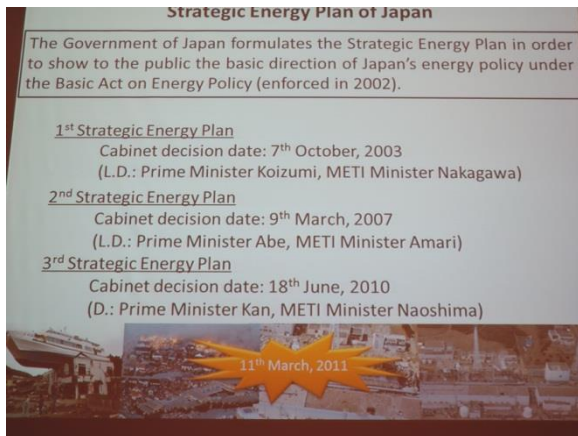 Strategic Energy Plan of Japan
The Government of Japan formulates the Strategic Energy Plan in order
to show to the public the basic direction of Japan's energy policy under
the Basic Act on Energy Policy (enforced in 2002).
1st Strategic Energy Plan
Cabinet decision date: 7th October, 2003
(L.D.: Prime Minister Koizumi, METI Minister Nakagawa)
2nd Strategic Energy Plan
Cabinet decision date: 9th March, 2007
(L.D.: Prime Minister Abe, METI Minister Amari)
3rd Strategic Energy Plan
Cabinet decision date: 18th June, 2010
(D.: Prime Minister Kan, METI Minister Naoshima)
11th March, 2011